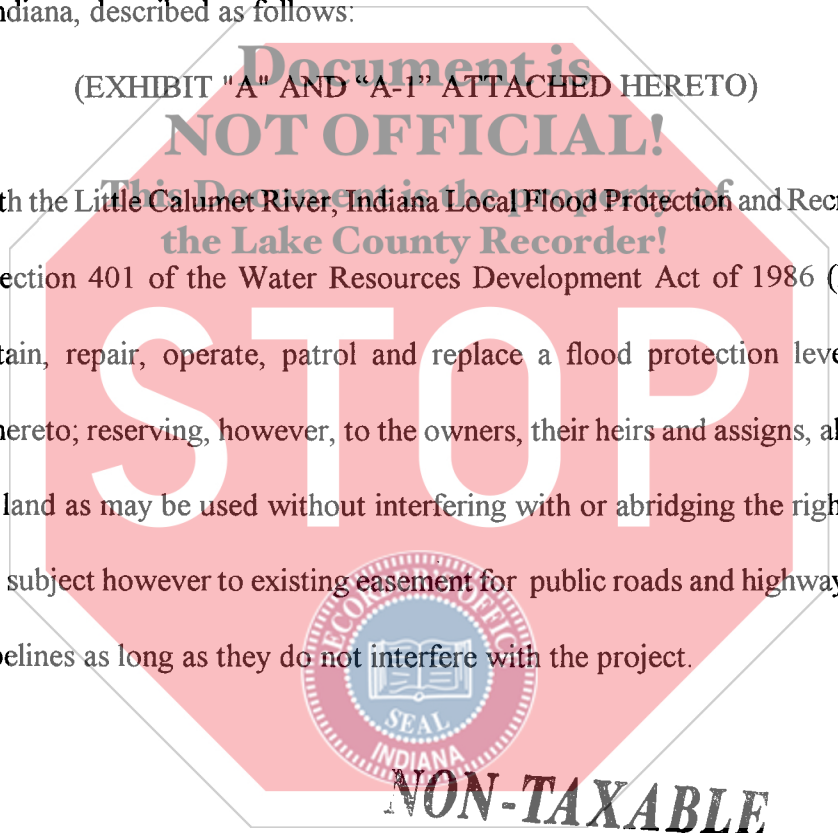 ndiana, described as follows:
Document is
(EXHIBIT "A" AND “A-1” ATTACHED HERETO)
NOT OFFICIAL!
This Document is the property of
th the Little Calumet River, Indiana Local Flood Protection and Recr
the Lake County Recorder!
ection 401 of the Water Resources Development Act of 1986 (
STOP
tain, repair, operate, patrol and replace a flood protection leve
hereto; reserving, however, to the owners, their heirs and assigns, al
land as may be used without interfering with or abridging the righ
subject however to existing easement for public roads and highway
RECORDER'S OFFICE
pelines as long as they do not interfere with the project.
SEAL
INDIANA
NON-TAXABLE